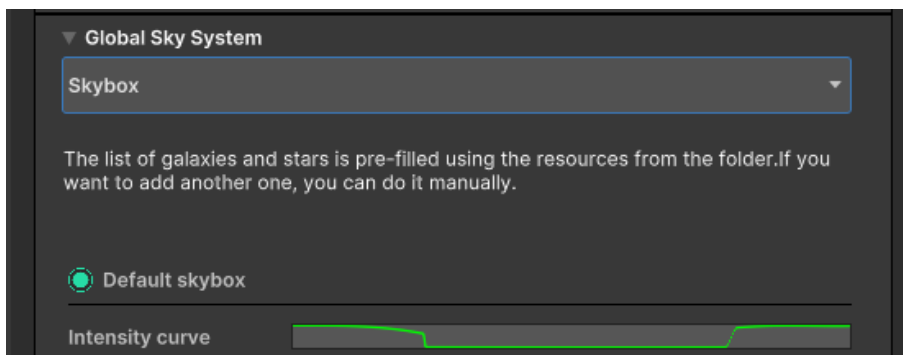 Global Sky System
Skybox
The list of galaxies and stars is pre-filled using the resources from the folder.If you
want to add another one, you can do it manually.
Default skybox
Intensity curve